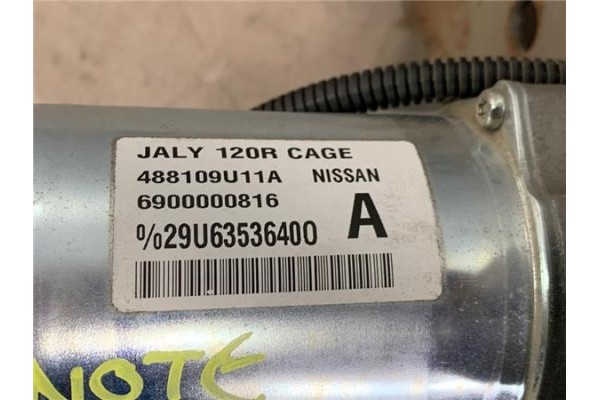 JALY 120R CAGE
488109U11A NISSAN
6900000816
%29U63536400 A
NOTE